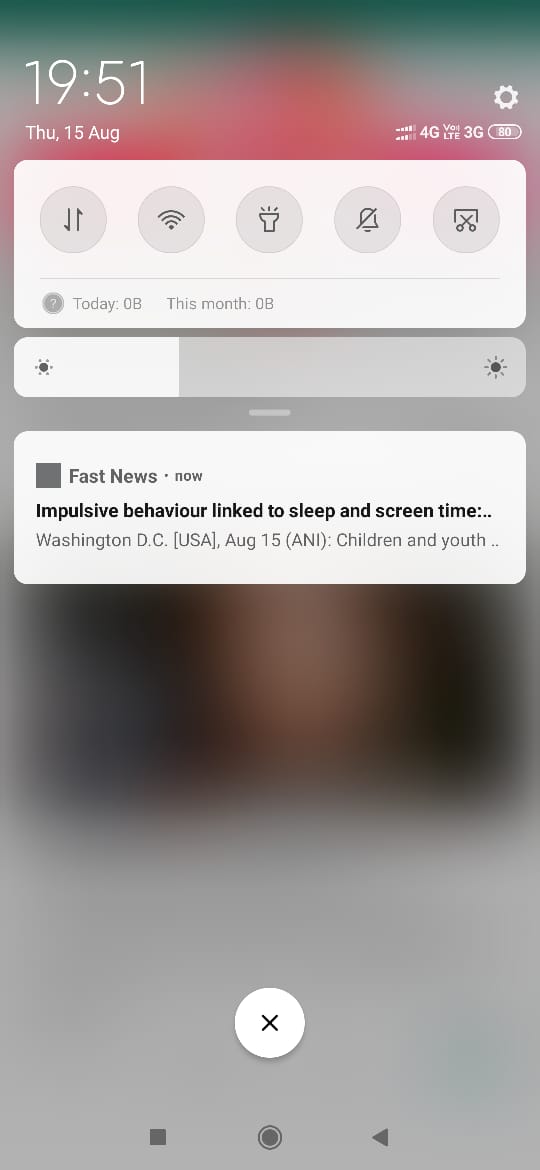 19:51
Thu, 15 Aug
4G Vo)) LTE 3G 80
? Today: 0B This month: 0B
Fast News · now
Impulsive behaviour linked to sleep and screen time:..
Washington D.C. [USA], Aug 15 (ANI): Children and youth ..